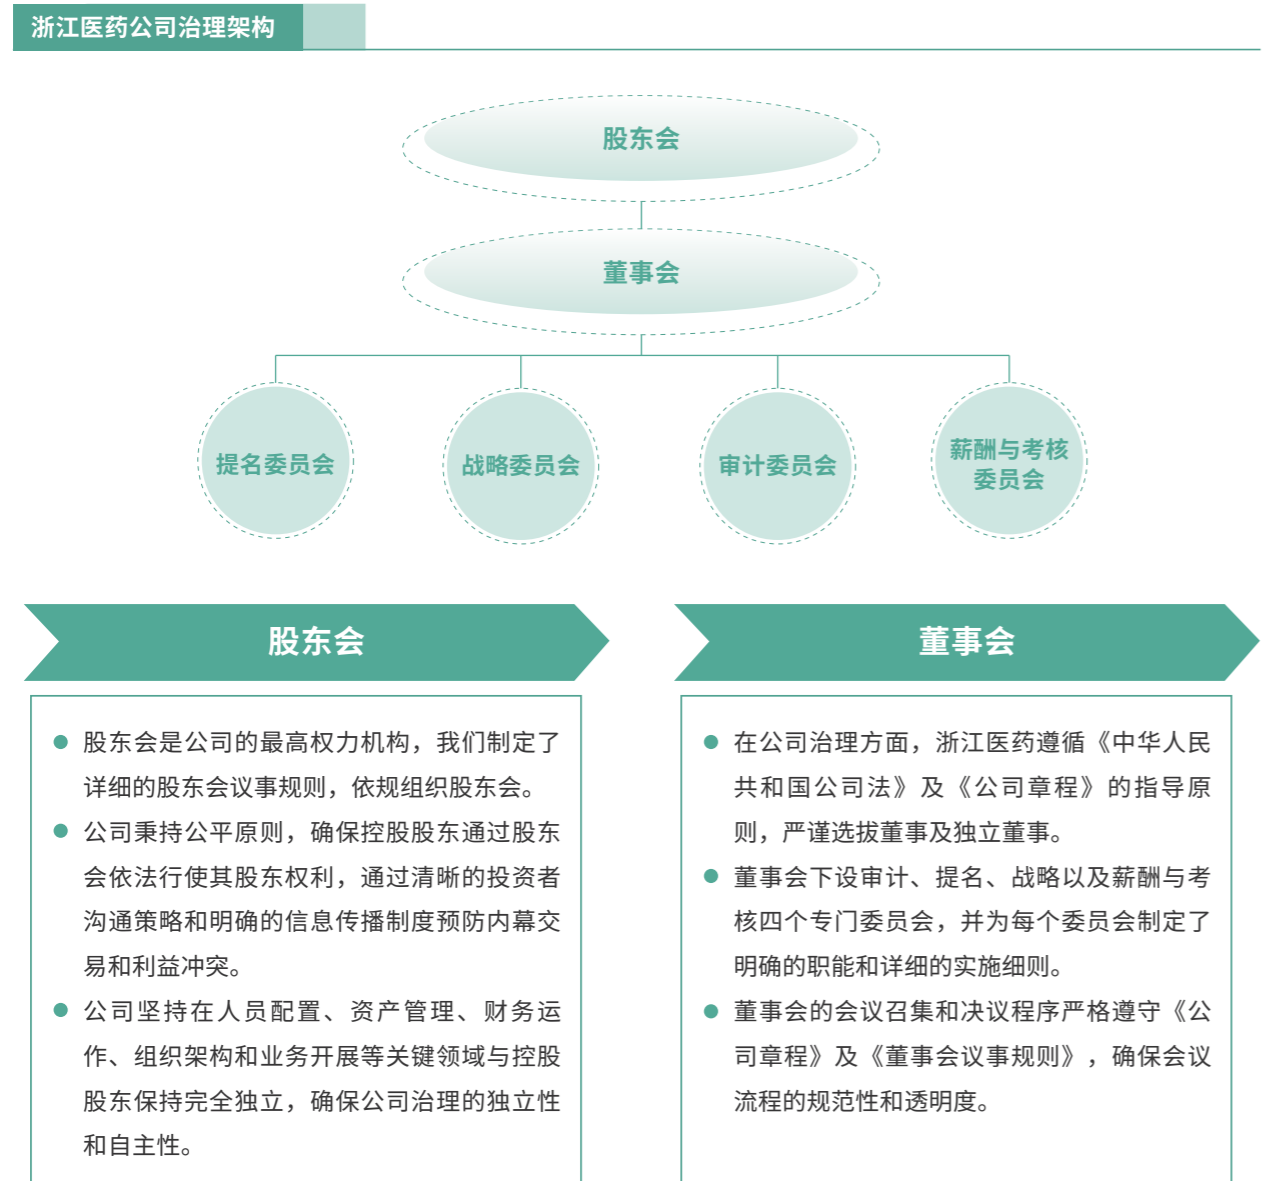 浙江医药公司治理架构
股东会
董事会
提名委员会
战略委员会
审计委员会
薪酬与考核
委员会
股东会
股东会是公司的最高权力机构，我们制定了
详细的股东会议事规则，依规组织股东会。
公司秉持公平原则，确保控股股东通过股东
会依法行使其股东权利，通过清晰的投资者
沟通策略和明确的信息传播制度预防内幕交
易和利益冲突。
公司坚持在人员配置、资产管理、财务运
作、组织架构和业务开展等关键领域与控股
股东保持完全独立，确保公司治理的独立性
和自主性。
董事会
在公司治理方面，浙江医药遵循《中华人民
共和国公司法》及《公司章程》的指导原
则，严谨选拔董事及独立董事。
董事会下设审计、提名、战略以及薪酬与考
核四个专门委员会，并为每个委员会制定了
明确的职能和详细的实施细则。
董事会的会议召集和决议程序严格遵守《公
司章程》及《董事会议事规则》，确保会议
流程的规范性和透明度。